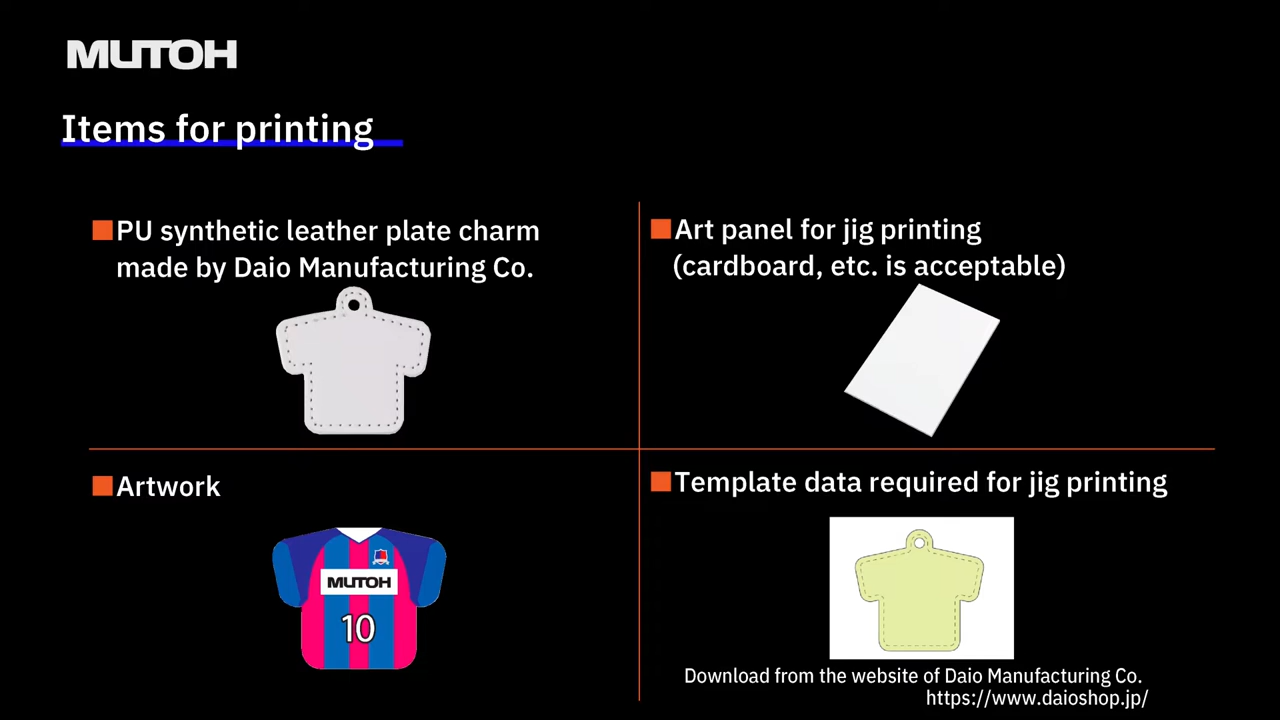 MUTOH
Items for printing
■PU synthetic leather plate charm
made by Daio Manufacturing Co.
■Art panel for jig printing
(cardboard, etc. is acceptable)
■Artwork
MUTOH
10
■Template data required for jig printing
Download from the website of Daio Manufacturing Co.
https://www.daioshop.jp/